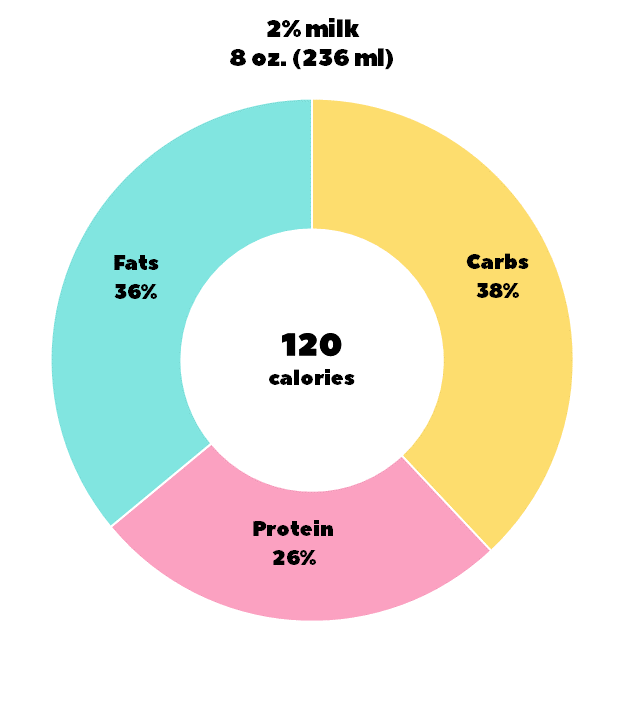 2% milk
8 oz. (236 ml)
Fats
36%
Carbs
38%
120
calories
Protein
26%